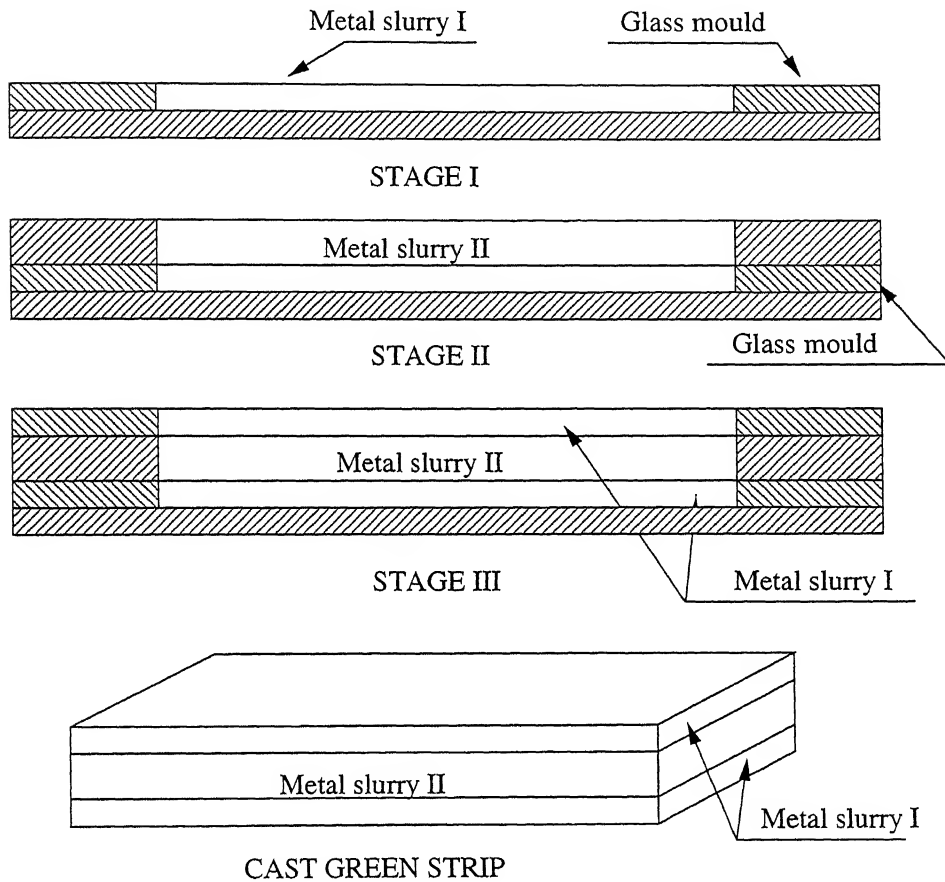 Metal slurry I
Glass mould
STAGE I
Metal slurry II
STAGE II
Glass mould
Metal slurry II
STAGE III
Metal slurry I
Metal slurry II
Metal slurry I
CAST GREEN STRIP